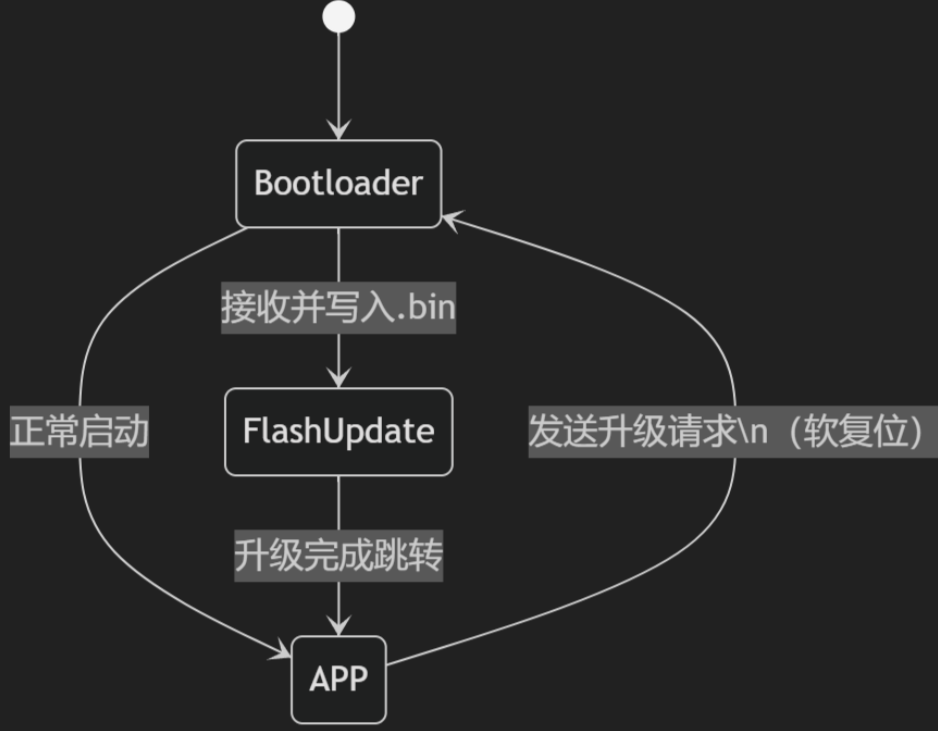 Bootloader
接收并写入.bin
正常启动
FlashUpdate
发送升级请求\n（软复位）
升级完成跳转
APP